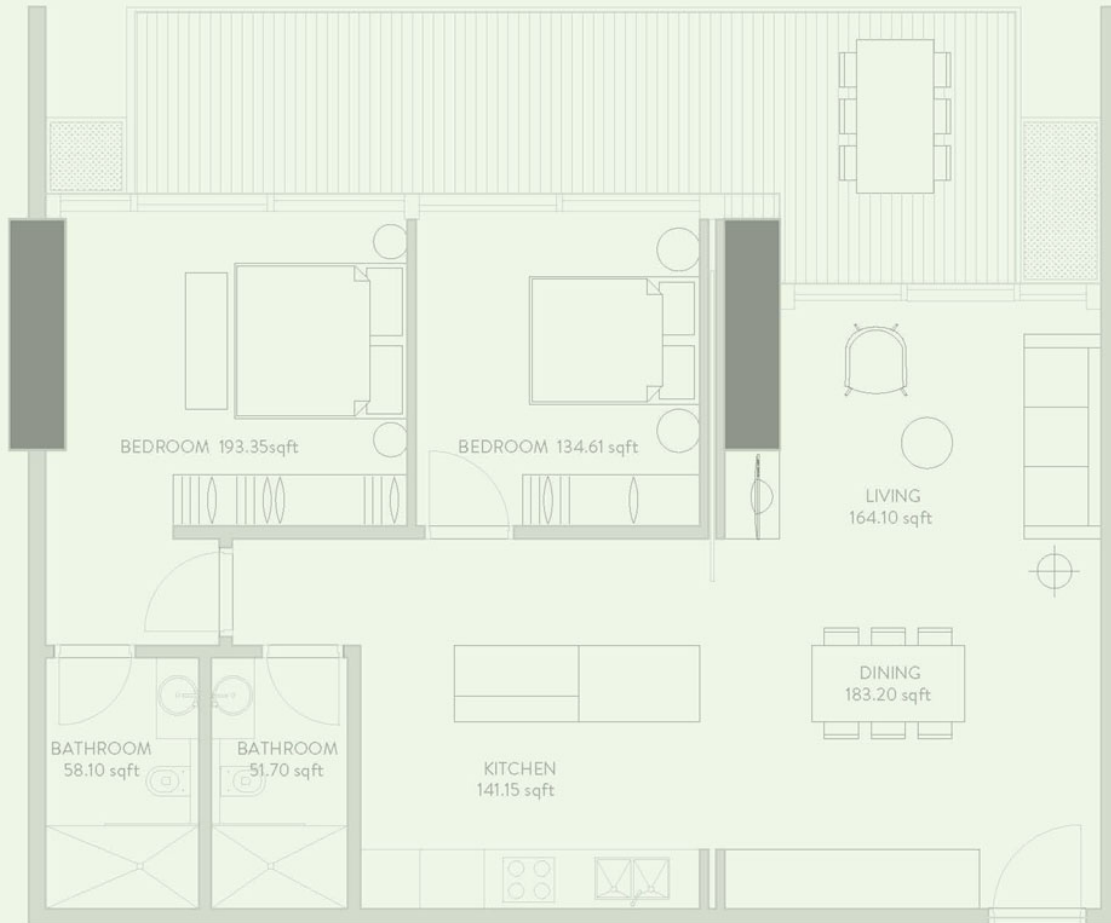 BEDROOM 193.35sqft
BEDROOM 134.61 sqft
LIVING
164.10 sqft
DINING
183.20 sqft
BATHROOM
58.10 sqft
BATHROOM
51.70 sqft
KITCHEN
141.15 sqft